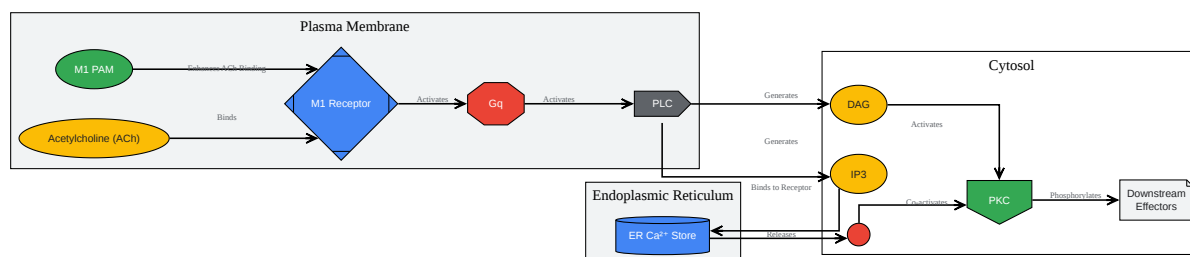 Plasma Membrane
M1 PAM
Enhances ACh Binding
M1 Receptor
Acetylcholine (ACh)
Binds
Activates
Gq
Activates
PLC
Generates
Generates
Cytosol
DAG
Activates
IP3
Binds to Receptor
Endoplasmic Reticulum
ER Ca²⁺ Store
Releases
Co-activates
PKC
Phosphorylates
Downstream
Effectors